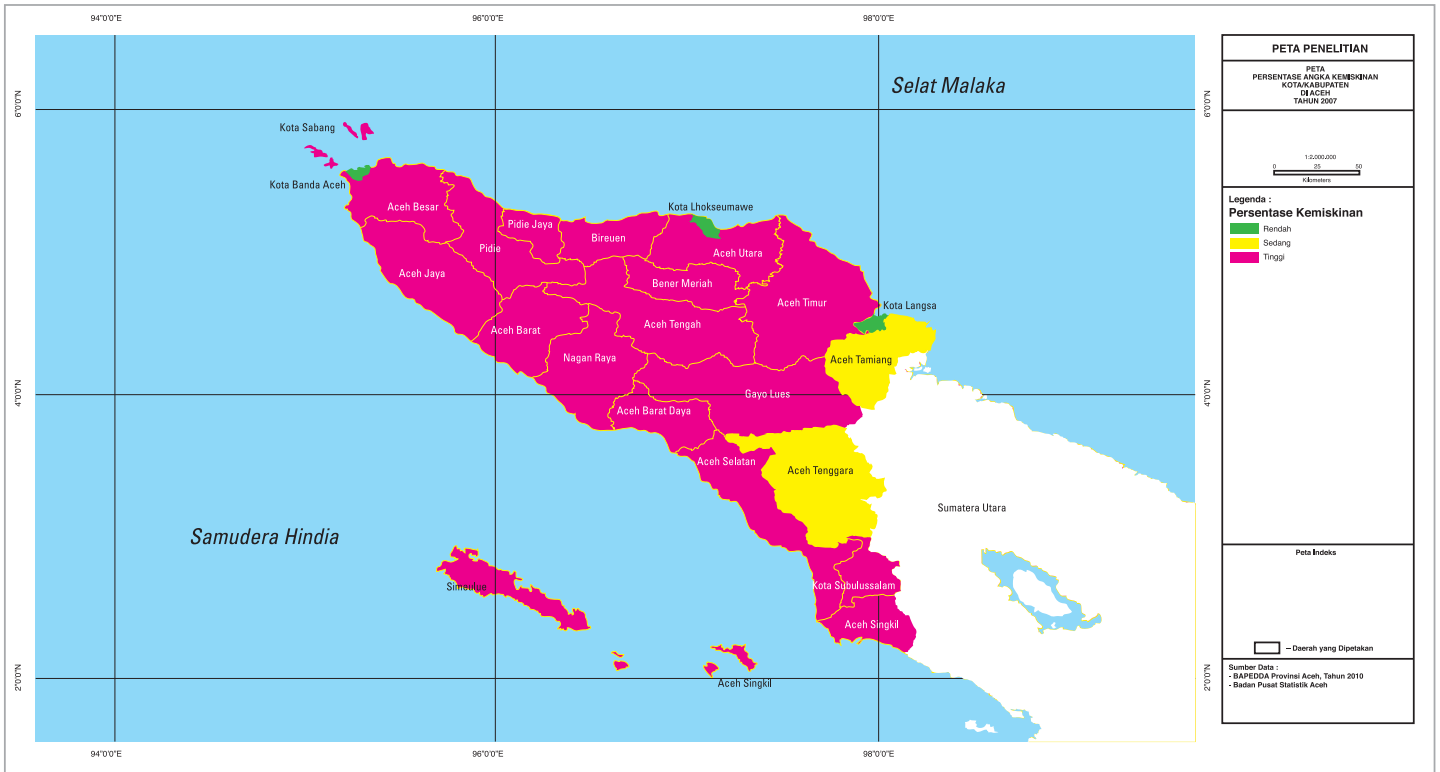 94°0'0"E
96°0'0"E
98°0'0"E
6°0'0"N
4°0'0"N
2°0'0"N
Selat Malaka
Kota Sabang
Kota Banda Aceh
Aceh Besar
Pidie Jaya
Pidie
Bireuen
Kota Lhokseumawe
Aceh Utara
Aceh Jaya
Bener Meriah
Aceh Timur
Kota Langsa
Aceh Barat
Aceh Tengah
Nagan Raya
Aceh Tamiang
Gayo Lues
Aceh Barat Daya
Aceh Selatan
Aceh Tenggara
Sumatera Utara
Samudera Hindia
Simeulue
Kota Subulussalam
Aceh Singkil
Aceh Singkil
6°0'0"N
4°0'0"N
2°0'0"N
94°0'0"E
96°0'0"E
98°0'0"E
PETA PENELITIAN
PETA
PERSENTASE ANGKA KEMISKINAN
KOTA/KABUPATEN
DI ACEH
TAHUN 2007
1:2.000.000
0 25 50
Kilometers
Legenda :
Persentase Kemiskinan
Rendah
Sedang
Tinggi
Peta Indeks
– Daerah yang Dipetakan
Sumber Data :
- BAPEDDA Provinsi Aceh, Tahun 2010
- Badan Pusat Statistik Aceh